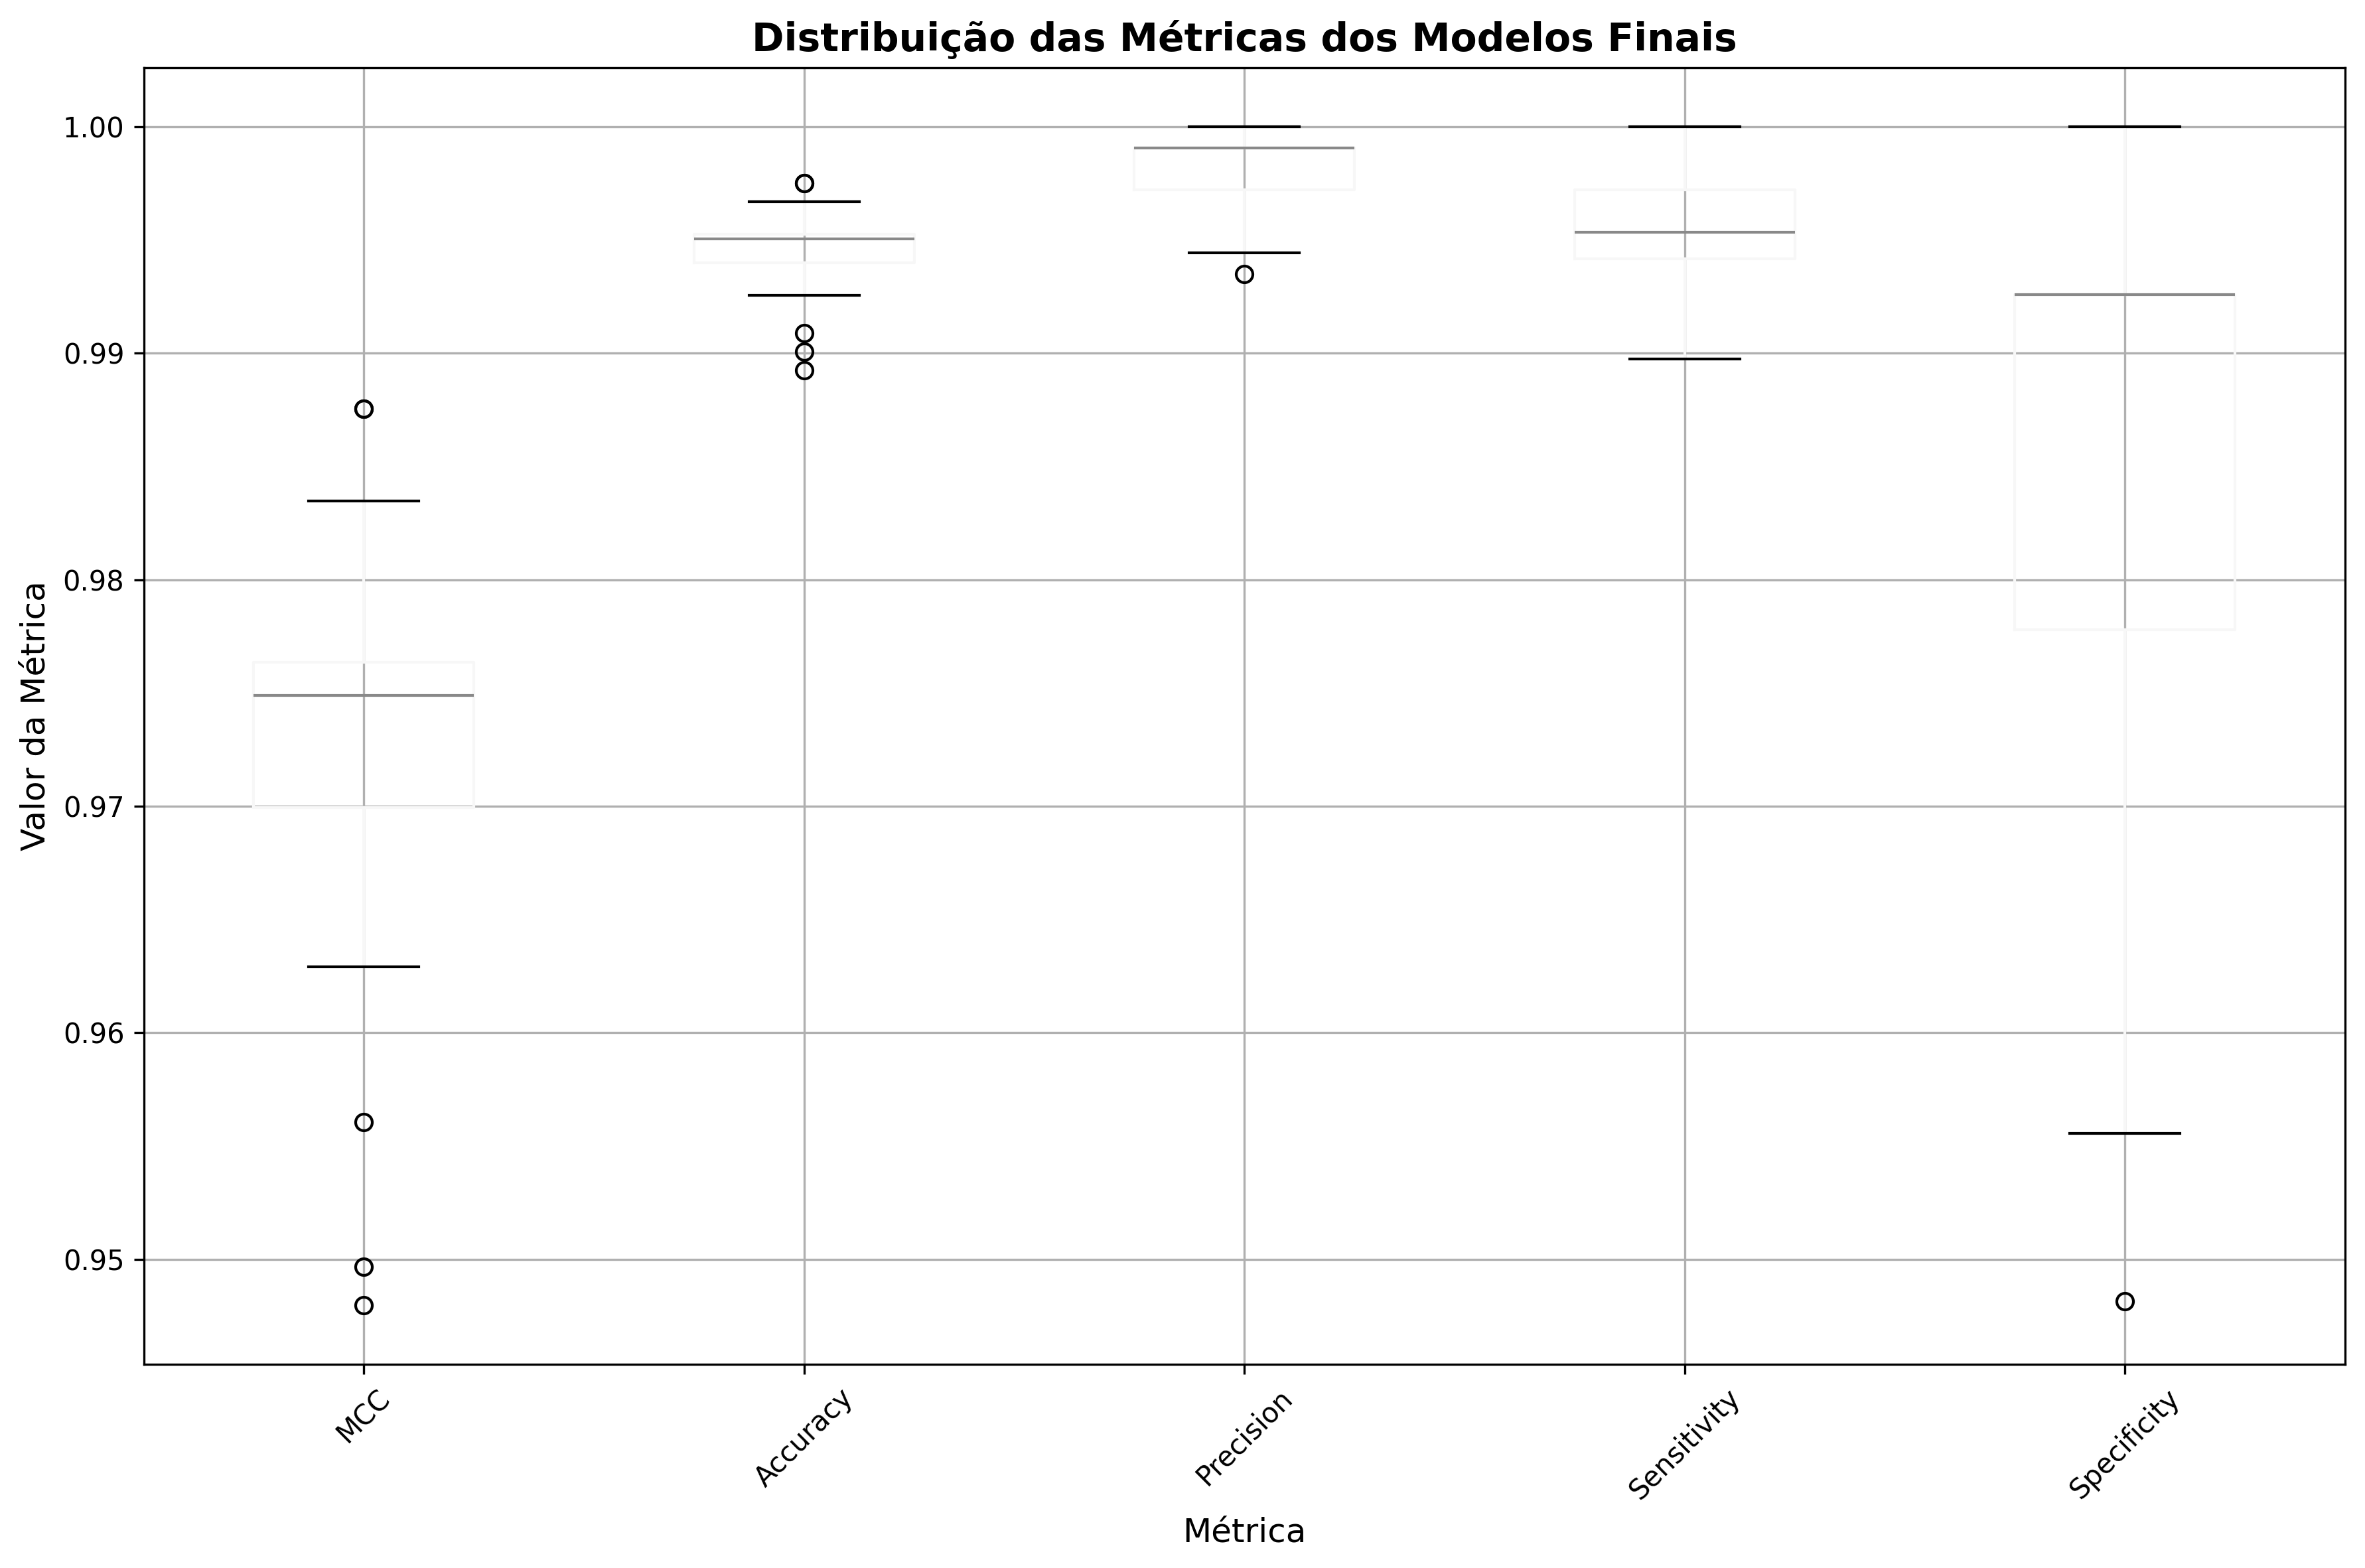 Distribuição das Métricas dos Modelos Finais
Valor da Métrica
1.00
0.99
0.98
0.97
0.96
0.95
MCC
Accuracy
Precision
Sensitivity
Specificity
Métrica